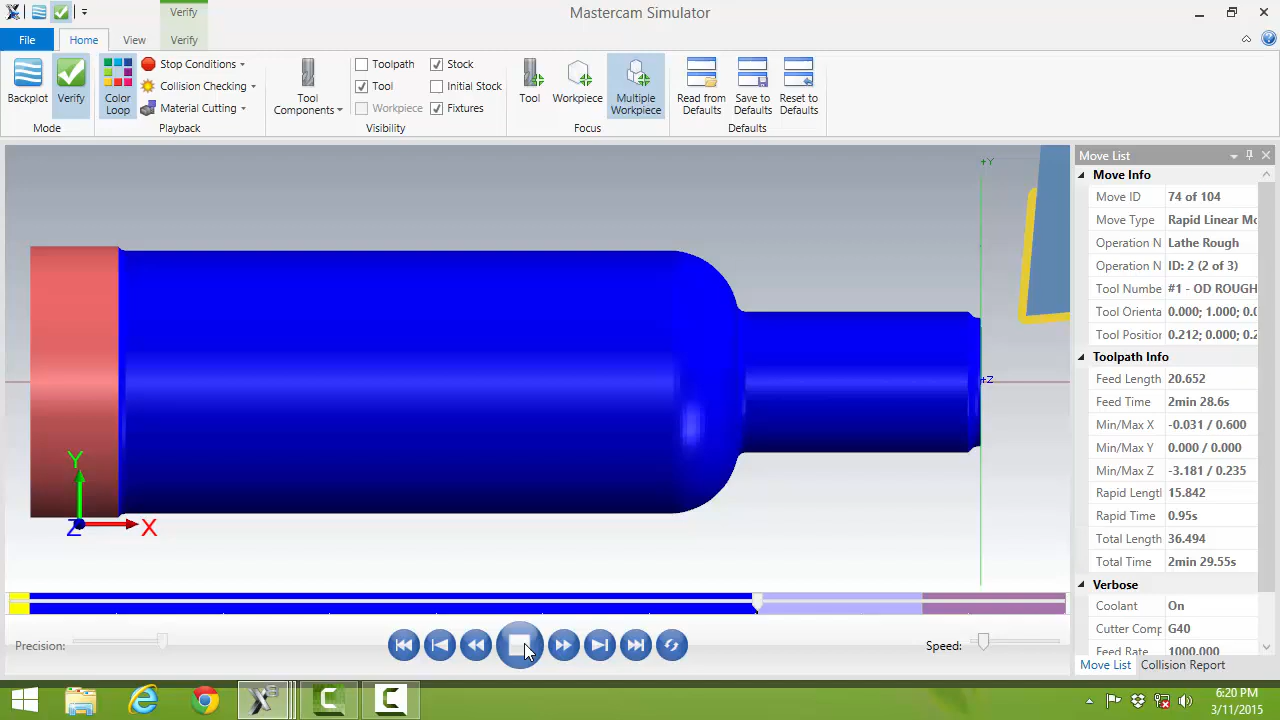 Verify
Mastercam Simulator
File
Home
View
Verify
Backplot
Verify
Mode
Color Loop
Stop Conditions
Collision Checking
Material Cutting
Playback
Tool Components
Toolpath
Tool
Workpiece
Stock
Initial Stock
Fixtures
Visibility
Tool
Workpiece
Multiple Workpiece
Focus
Read from Defaults
Save to Defaults
Reset to Defaults
Defaults
+Y
+Z
Y
Z
X
Move List
Move Info
Move ID 74 of 104
Move Type Rapid Linear Mo
Operation N Lathe Rough
Operation N ID: 2 (2 of 3)
Tool Number #1 - OD ROUGH
Tool Orienta 0.000; 1.000; 0.0
Tool Position 0.212; 0.000; 0.2
Toolpath Info
Feed Length 20.652
Feed Time 2min 28.6s
Min/Max X -0.031 / 0.600
Min/Max Y 0.000 / 0.000
Min/Max Z -3.181 / 0.235
Rapid Length 15.842
Rapid Time 0.95s
Total Length 36.494
Total Time 2min 29.55s
Verbose
Coolant On
Cutter Comp G40
Feed Rate 1000.000
Move List
Collision Report
Precision:
Speed:
6:20 PM
3/11/2015